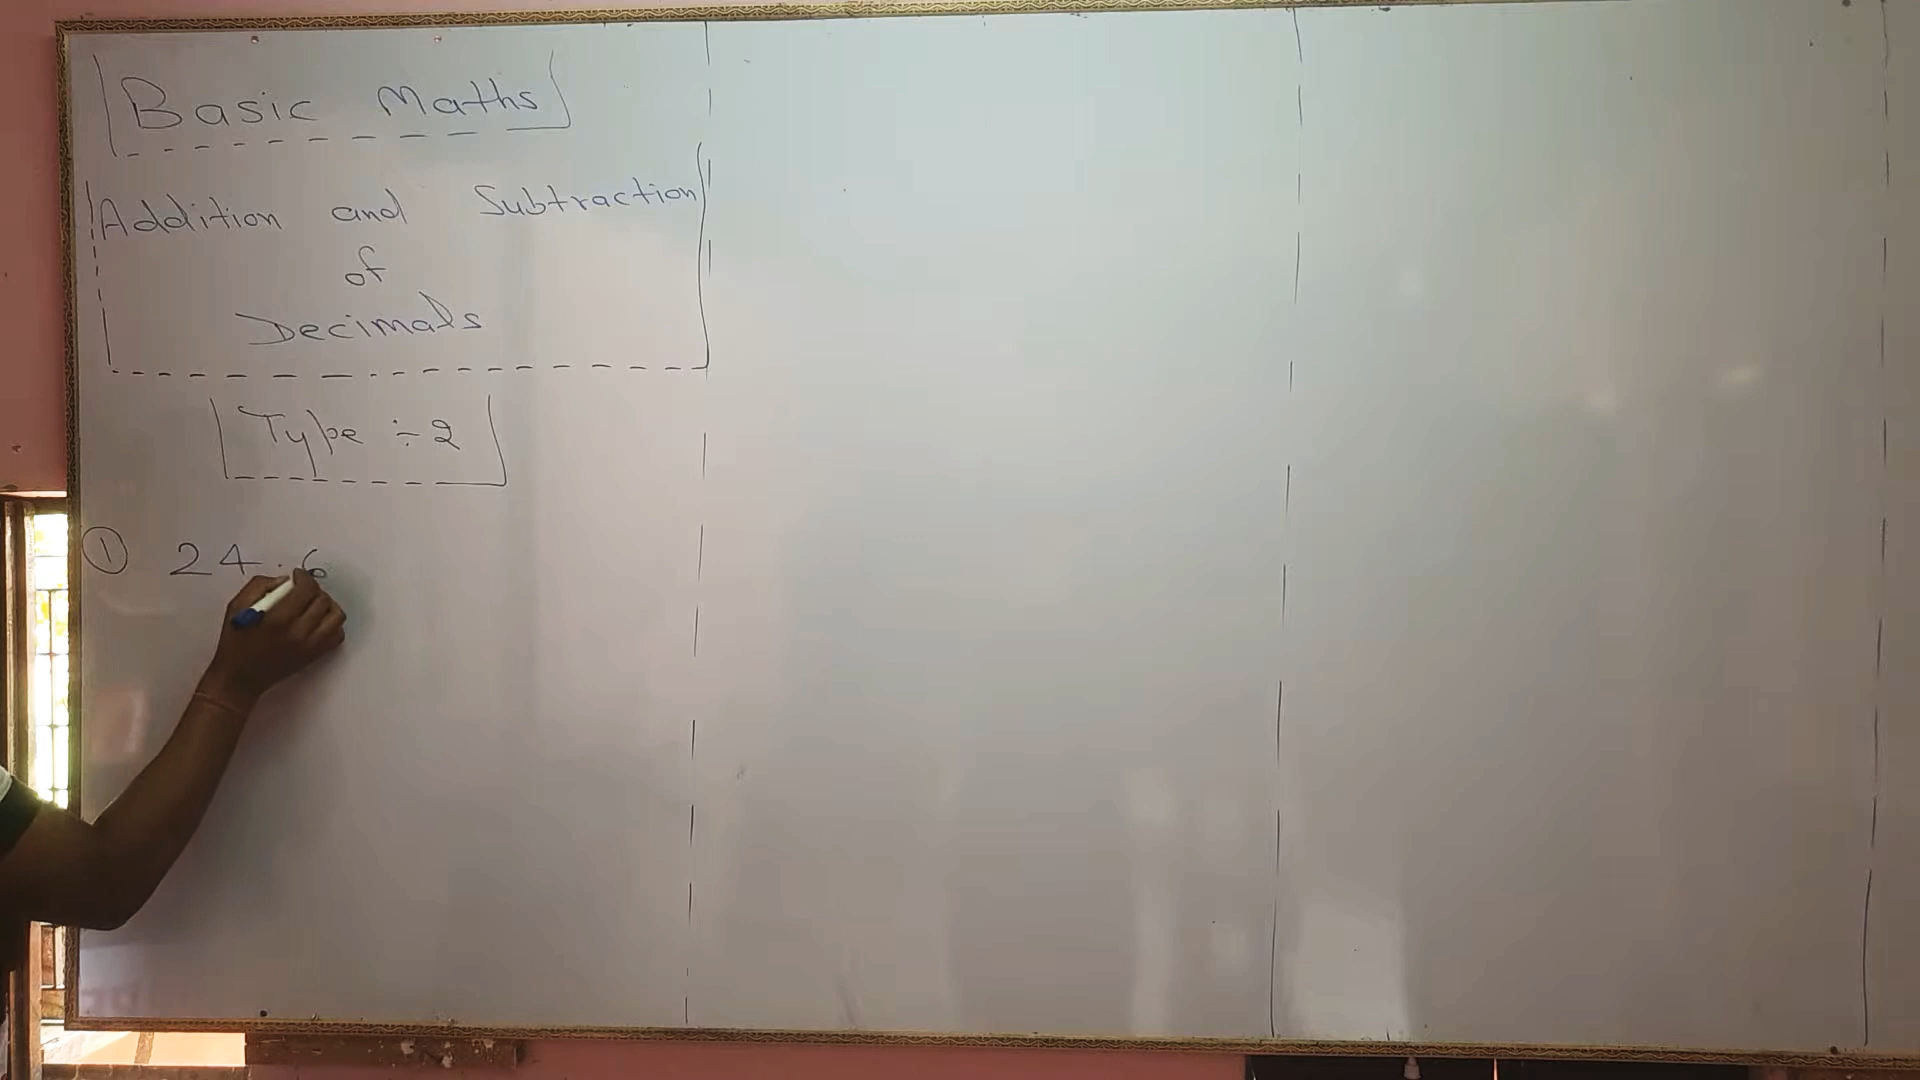 Basic Maths
Addition and Subtraction
of
Decimals
Type ÷ 2
① 24.6